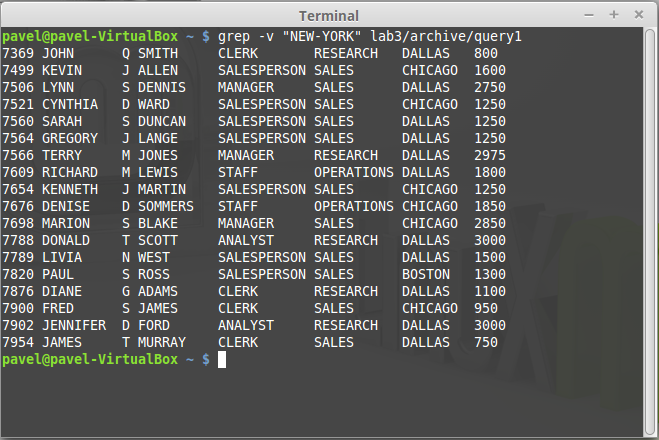 Terminal
pavel@pavel-VirtualBox ~ $ grep -v "NEW-YORK" lab3/archive/query1
7369 JOHN      Q SMITH     CLERK       RESEARCH   DALLAS   800
7499 KEVIN     J ALLEN     SALESPERSON SALES      CHICAGO  1600
7506 LYNN      S DENNIS    MANAGER     SALES      DALLAS   2750
7521 CYNTHIA   D WARD      SALESPERSON SALES      CHICAGO  1250
7560 SARAH     S DUNCAN    SALESPERSON SALES      DALLAS   1250
7564 GREGORY   J LANGE     SALESPERSON SALES      DALLAS   1250
7566 TERRY     M JONES     MANAGER     RESEARCH   DALLAS   2975
7609 RICHARD   M LEWIS     STAFF       OPERATIONS DALLAS   1800
7654 KENNETH   J MARTIN    SALESPERSON SALES      CHICAGO  1250
7676 DENISE    D SOMMERS   STAFF       OPERATIONS CHICAGO  1850
7698 MARION    S BLAKE     MANAGER     SALES      CHICAGO  2850
7788 DONALD    T SCOTT     ANALYST     RESEARCH   DALLAS   3000
7789 LIVIA     N WEST      SALESPERSON SALES      DALLAS   1500
7820 PAUL      S ROSS      SALESPERSON SALES      BOSTON   1300
7876 DIANE     G ADAMS     CLERK       RESEARCH   DALLAS   1100
7900 FRED      S JAMES     CLERK       SALES      CHICAGO  950
7902 JENNIFER  D FORD      ANALYST     RESEARCH   DALLAS   3000
7954 JAMES     T MURRAY    CLERK       SALES      DALLAS   750
pavel@pavel-VirtualBox ~ $